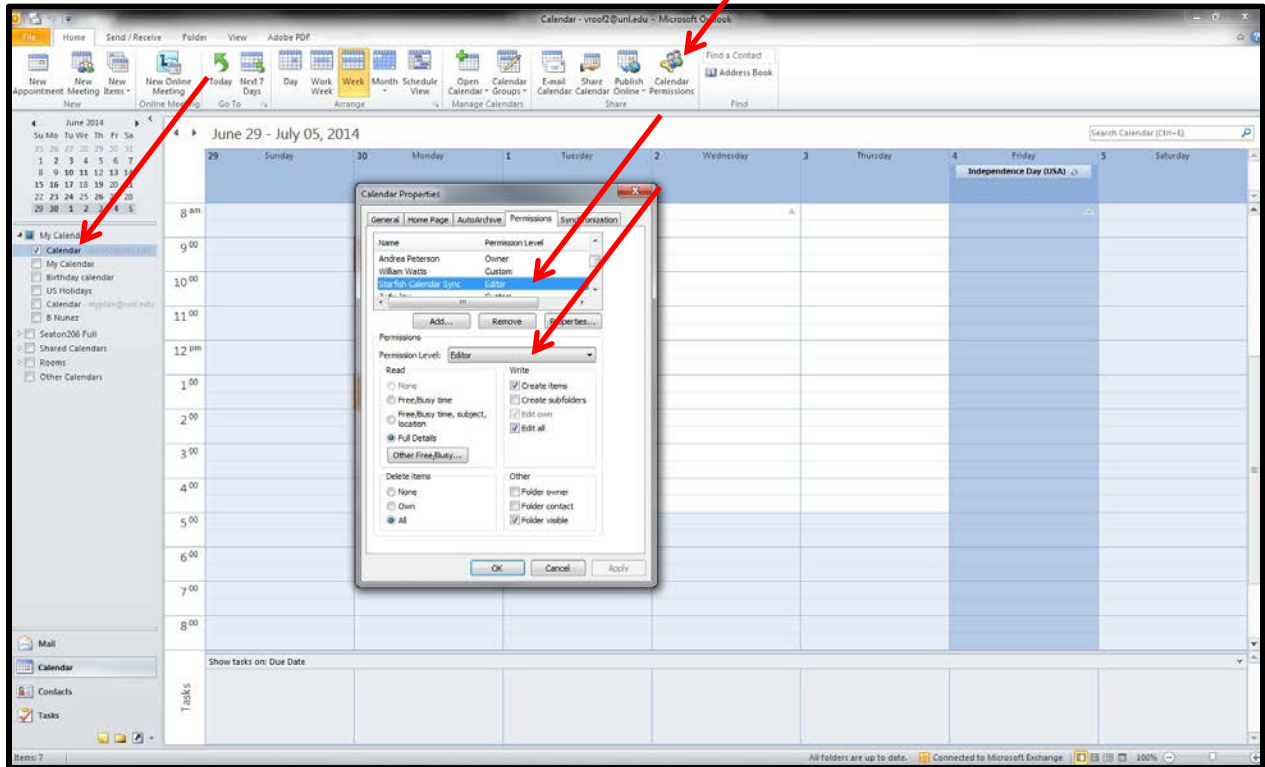 Calendar - vroof2@unl.edu - Microsoft
File Home Send / Receive Folder View Adobe PDF
New Appointment
New Meeting
New Items
New Online Meeting
Today
Next 7 Days
Day
Work Week
Week
Month
Schedule View
Open Calendar
Calendar Groups
E-mail Calendar
Share Calendar
Publish Online
Calendar Permissions
Find a Contact
Address Book
New
Online Meeting
Go To
Arrange
Manage Calendars
Share
Find
June 2014
Su Mo Tu We Th Fr Sa
25 26 27 28 29 30 31
1 2 3 4 5 6 7
8 9 10 11 12 13 14
15 16 17 18 19 20 21
22 23 24 25 26 27 28
29 30 1 2 3 4 5
My Calendars
Calendar
My Calendar
Birthday calendar
US Holidays
Calendar - myplan@unl.edu
B Nunez
Seaton206 Full
Shared Calendars
Rooms
Other Calendars
Mail
Calendar
Contacts
Tasks
June 29 - July 05, 2014
Search Calendar (Ctrl+E)
29 Sunday
30 Monday
1 Tuesday
2 Wednesday
3 Thursday
4 Friday
5 Saturday
Independence Day (USA)
8 am
9 00
10 00
11 00
12 pm
1 00
2 00
3 00
4 00
5 00
6 00
7 00
8 00
Calendar Properties
General Home Page AutoArchive Permissions Synchronization
Name Permission Level
Andrea Peterson Owner
William Watts Custom
Starfish Calendar Sync Editor
Add... Remove Properties...
Permissions
Permission Level: Editor
Read
None
Free/Busy time
Free/Busy time, subject, location
Full Details
Other Free/Busy...
Write
Create items
Create subfolders
Edit own
Edit all
Delete items
None
Own
All
Other
Folder owner
Folder contact
Folder visible
OK Cancel Apply
Show tasks on: Due Date
Tasks
Items: 7
All folders are up to date.
Connected to Microsoft Exchange
100%